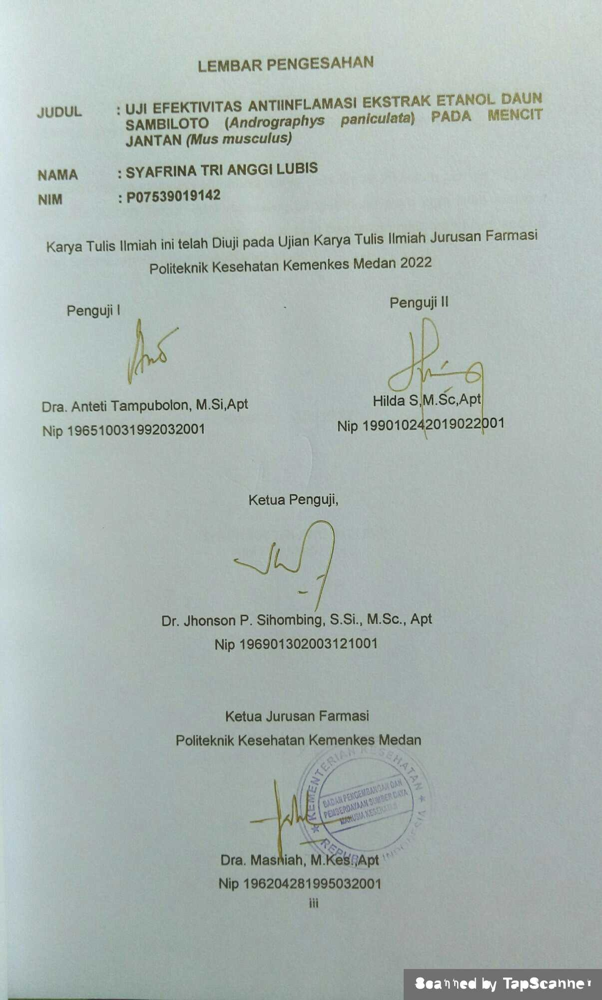 LEMBAR PENGESAHAN
JUDUL : UJI EFEKTIVITAS ANTIINFLAMASI EKSTRAK ETANOL DAUN
SAMBILOTO (Andrographys paniculata) PADA MENCIT
JANTAN (Mus musculus)
NAMA : SYAFRINA TRI ANGGI LUBIS
NIM : P07539019142
Karya Tulis Ilmiah ini telah Diuji pada Ujian Karya Tulis Ilmiah Jurusan Farmasi
Politeknik Kesehatan Kemenkes Medan 2022
Penguji I
Penguji II
Dra. Anteti Tampubolon, M.Si,Apt
Nip 196510031992032001
Hilda S,M.Sc,Apt
Nip 199010242019022001
Ketua Penguji,
Dr. Jhonson P. Sihombing, S.Si., M.Sc., Apt
Nip 196901302003121001
Ketua Jurusan Farmasi
Politeknik Kesehatan Kemenkes Medan
KEMENTERIAN KESEHATAN
BADAN PENGEMBANGAN DAN
PEMBERDAYAAN SUMBER DAYA
MANUSIA KESEHATAN
REPUBLIK INDONESIA
Dra. Masniah, M.Kes.,Apt
Nip 196204281995032001
iii
Scanned by TapScanner